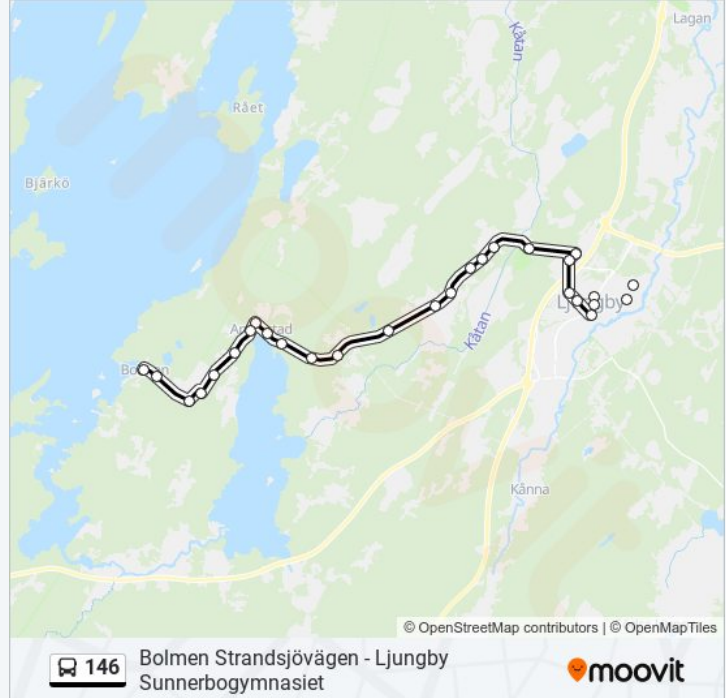 Lagan
Kåtan
Rået
Bjärkö
Ljungby
Kåtan
Kånna
© OpenStreetMap contributors | © OpenMapTiles
146
Bolmen Strandsjövägen - Ljungby
Sunnerbogymnasiet
moovit